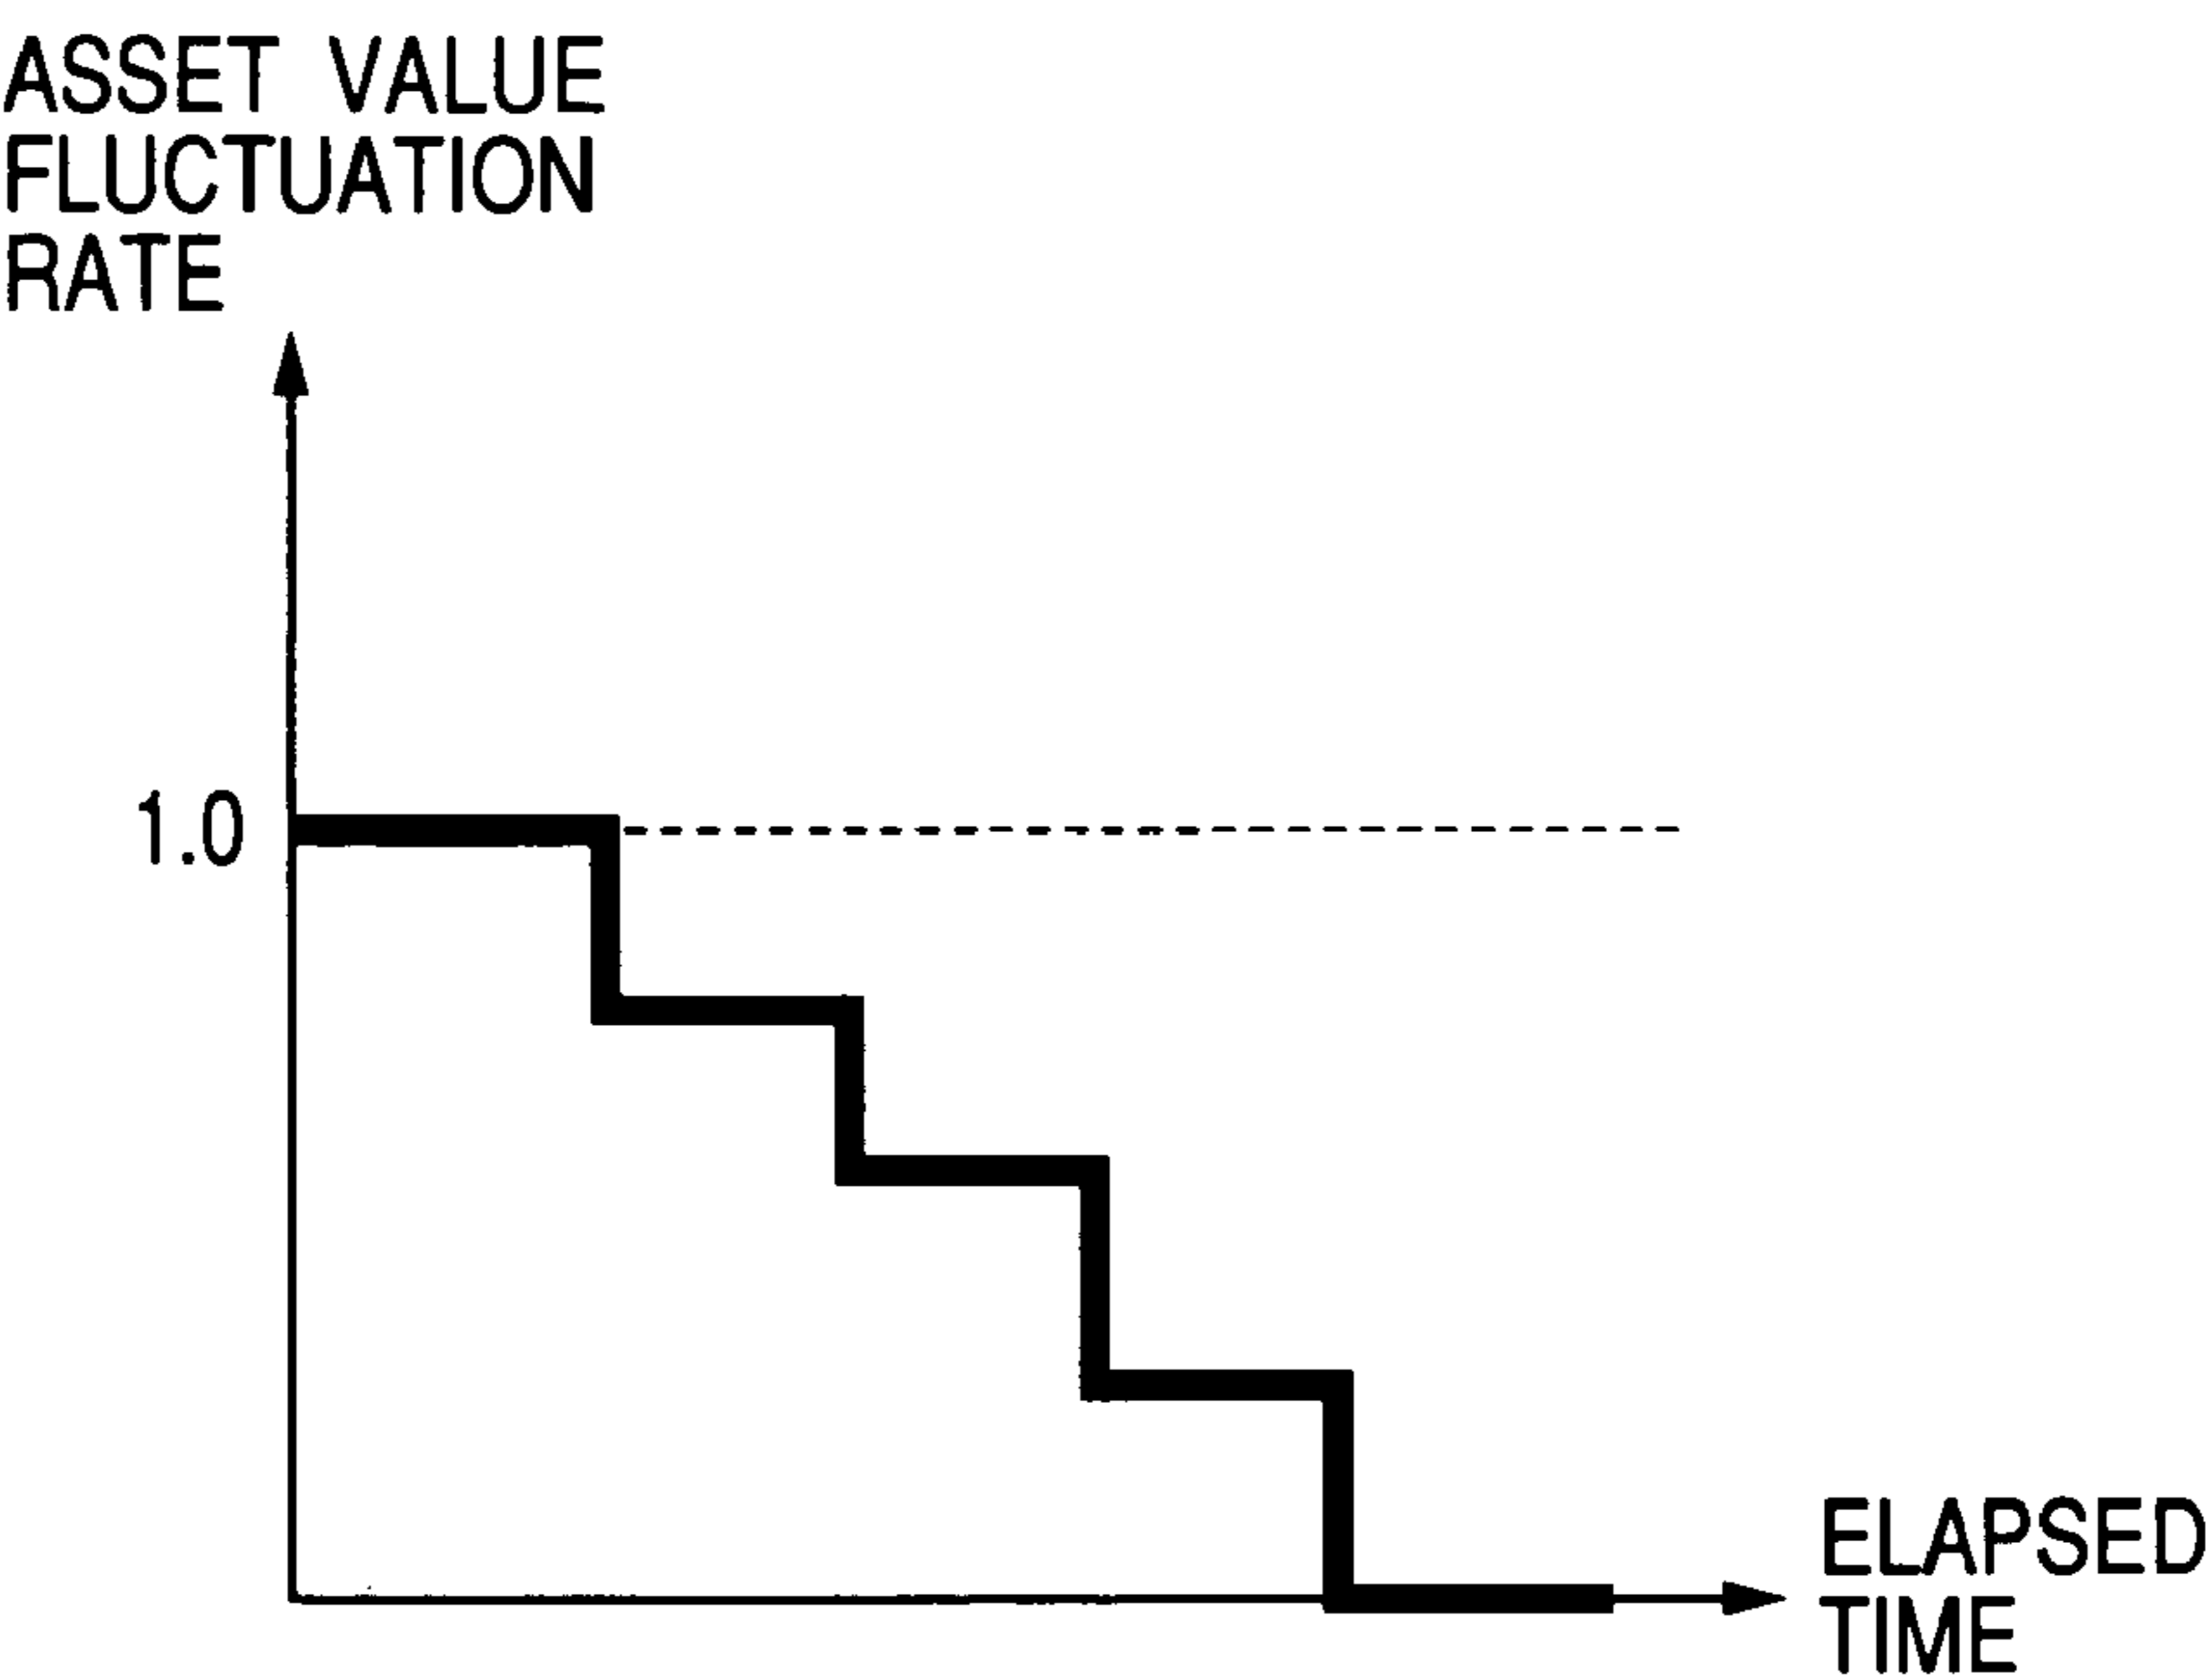 ASSET VALUE
FLUCTUATION
RATE
1.0
ELAPSED
TIME